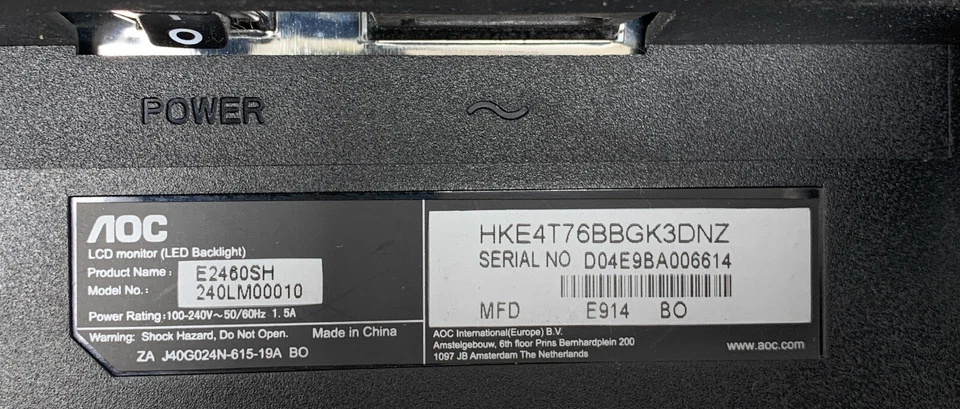 O
POWER
AOC
LCD monitor (LED Backlight)
Product Name : E2460SH
Model No.: 240LM00010
Power Rating :100-240V～50/60Hz 1.5A
Warning: Shock Hazard, Do Not Open. Made in China
ZA J40G024N-615-19A BO
HKE4T76BBGK3DNZ
SERIAL NO D04E9BA006614
MFD E914 BO
AOC International(Europe) B.V.
Amstelgebouw, 6th floor Prins Bernhardplein 200
1097 JB Amsterdam The Netherlands
www.aoc.com